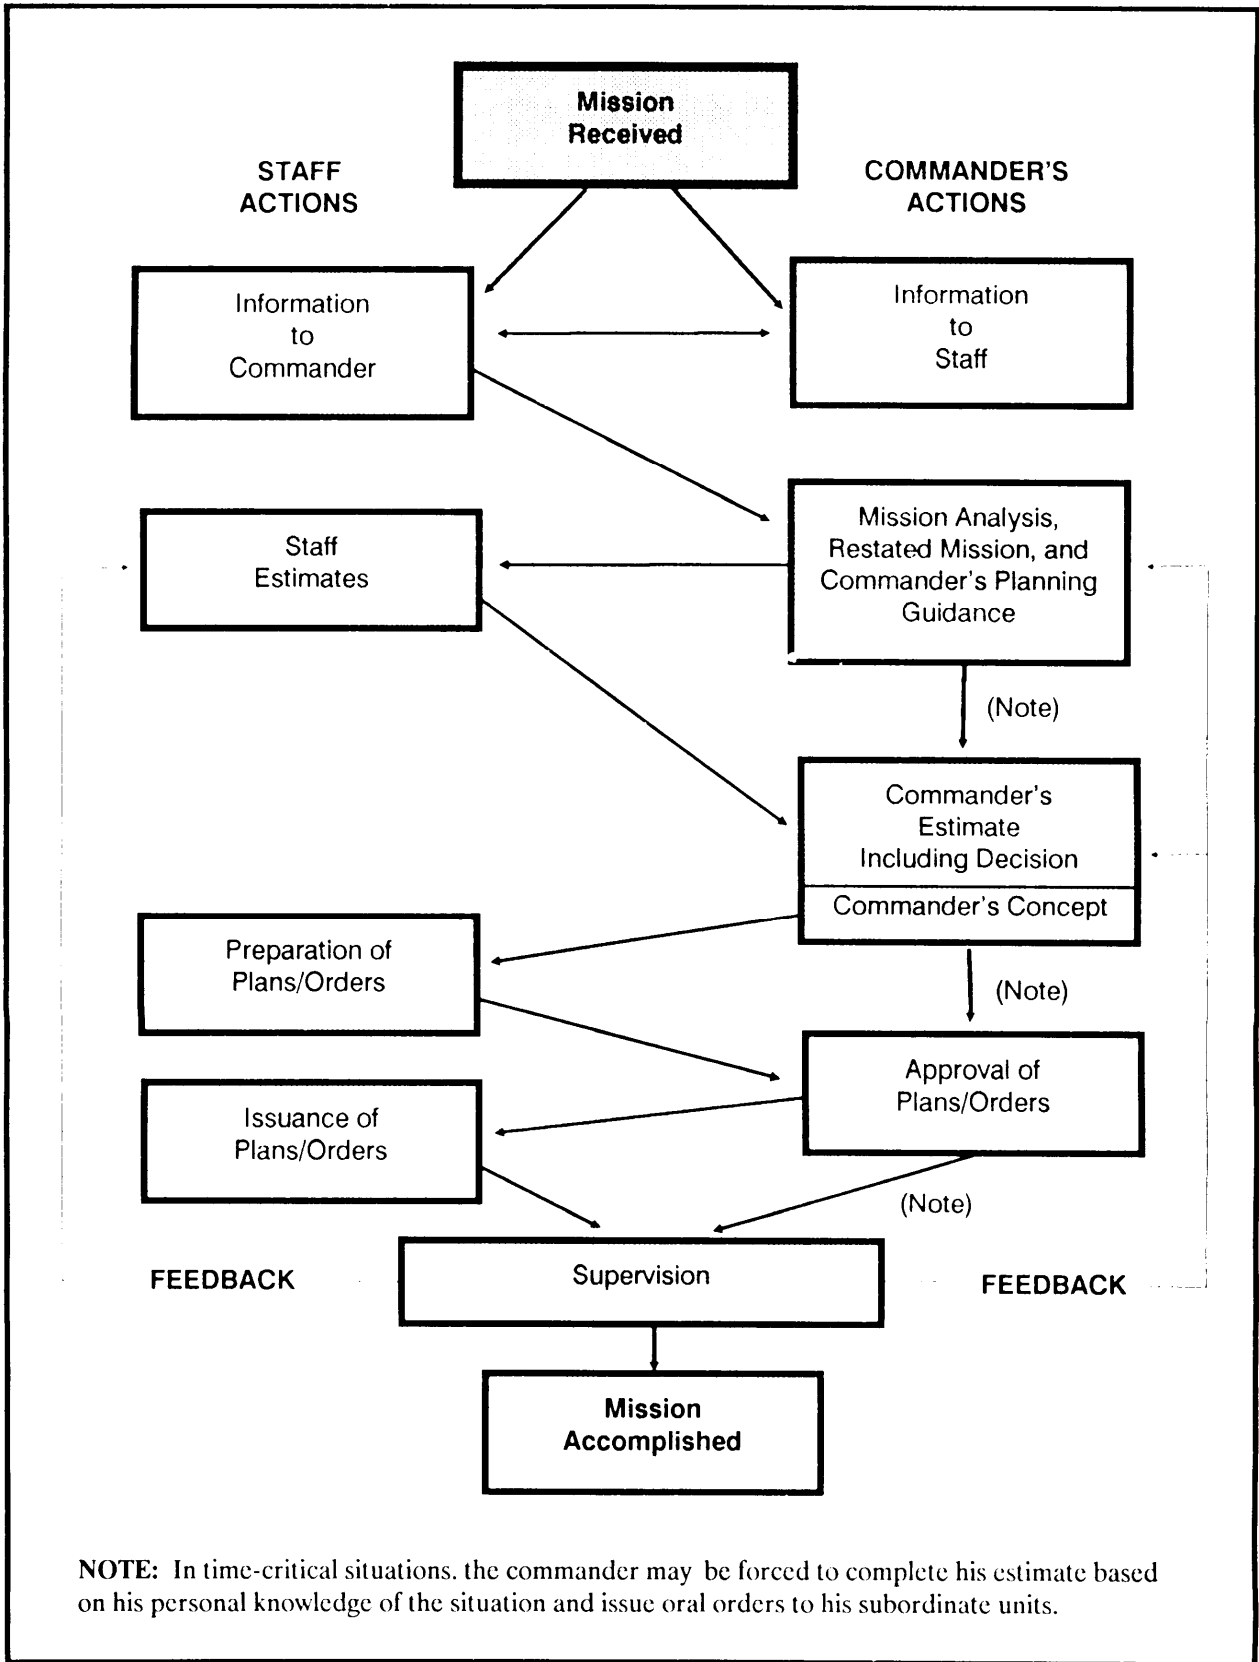 Mission
Received
STAFF
ACTIONS
COMMANDER'S
ACTIONS
Information
to
Commander
Information
to
Staff
Mission Analysis,
Restated Mission, and
Commander's Planning
Guidance
Staff
Estimates
(Note)
Commander's
Estimate
Including Decision
Commander's Concept
Preparation of
Plans/Orders
(Note)
Approval of
Plans/Orders
Issuance of
Plans/Orders
(Note)
FEEDBACK
Supervision
FEEDBACK
Mission
Accomplished
NOTE: In time-critical situations. the commander may be forced to complete his estimate based
on his personal knowledge of the situation and issue oral orders to his subordinate units.